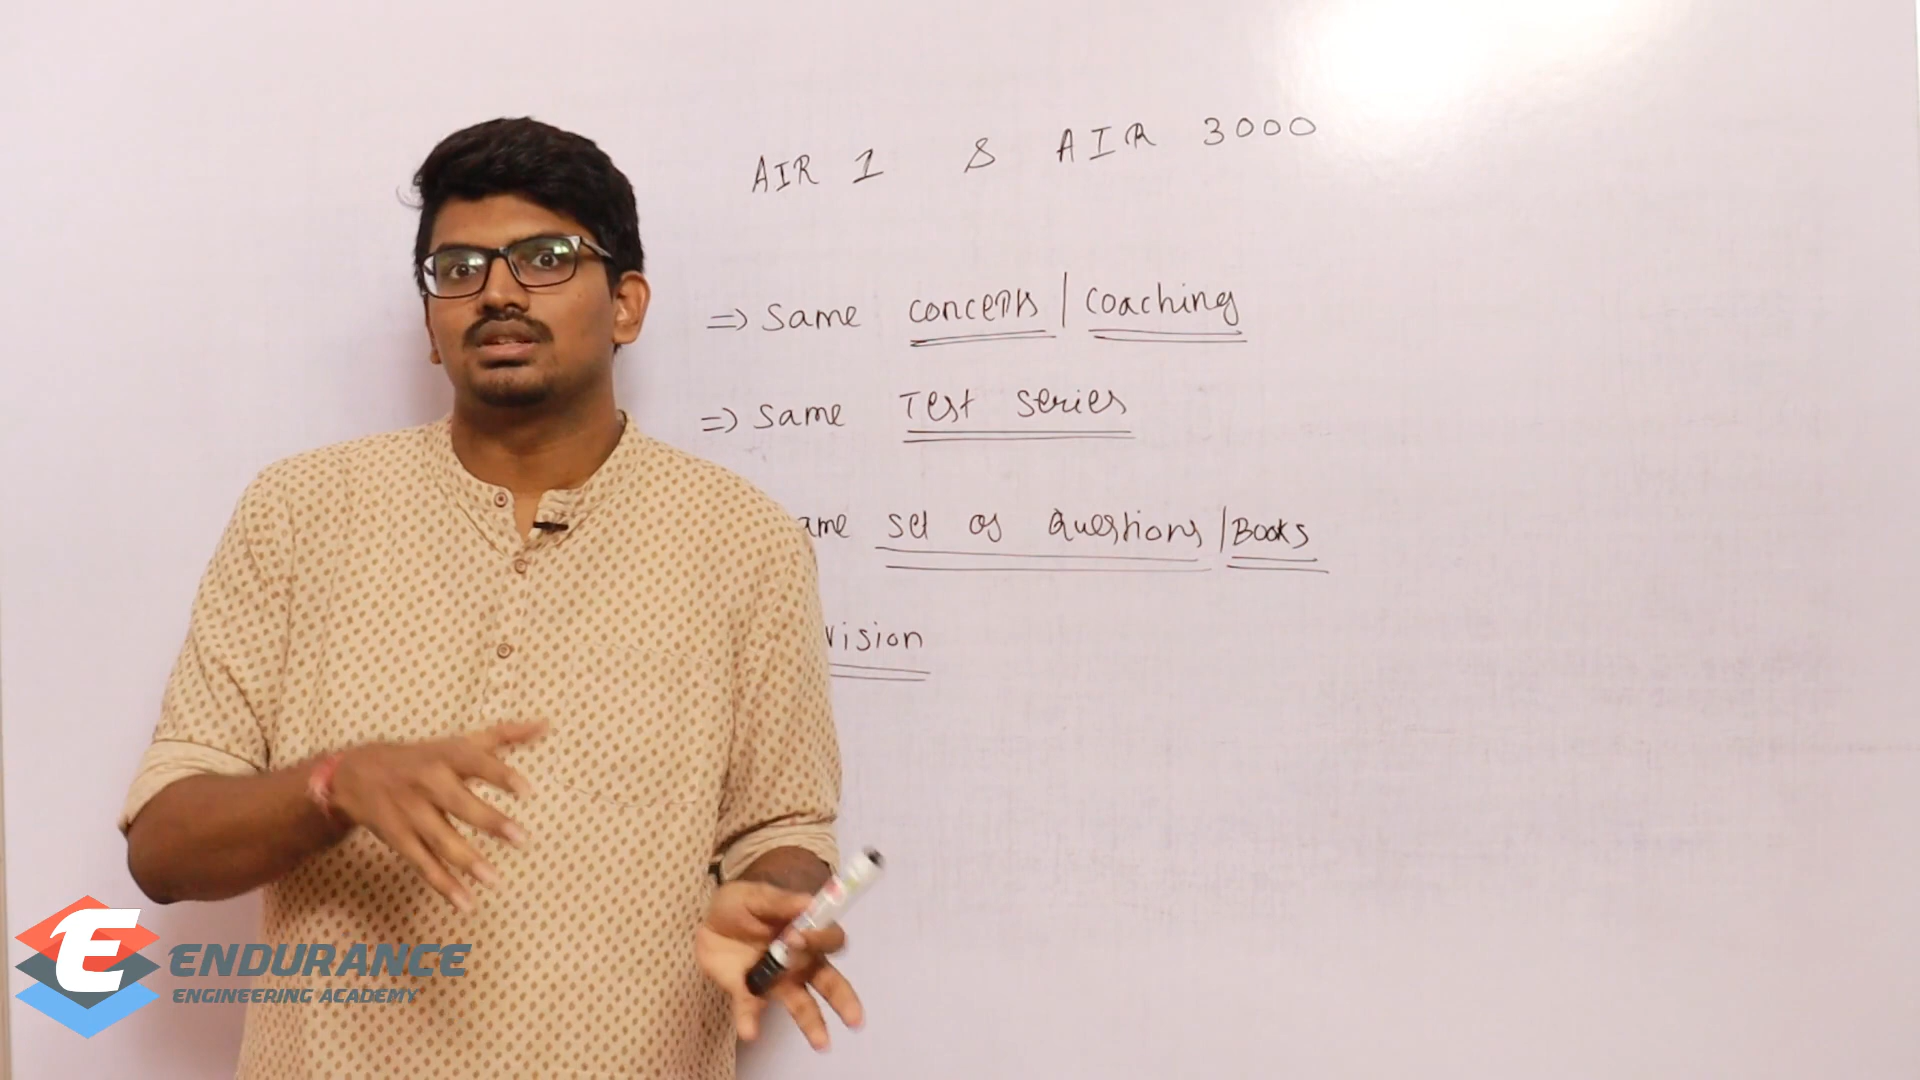 AIR 1 & AIR 3000
=> Same concepts / coaching
=> Same Test series
ame set of questions / Books
vision
ENDURANCE
ENGINEERING ACADEMY